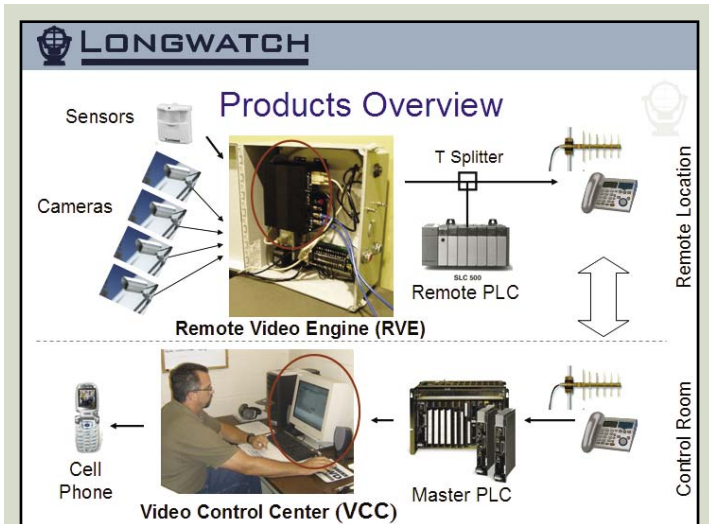 LONGWATCH
Products Overview
Sensors
T Splitter
Cameras
SLC 500
Remote PLC
Remote Location
Remote Video Engine (RVE)
Cell
Phone
Master PLC
Control Room
Video Control Center (VCC)